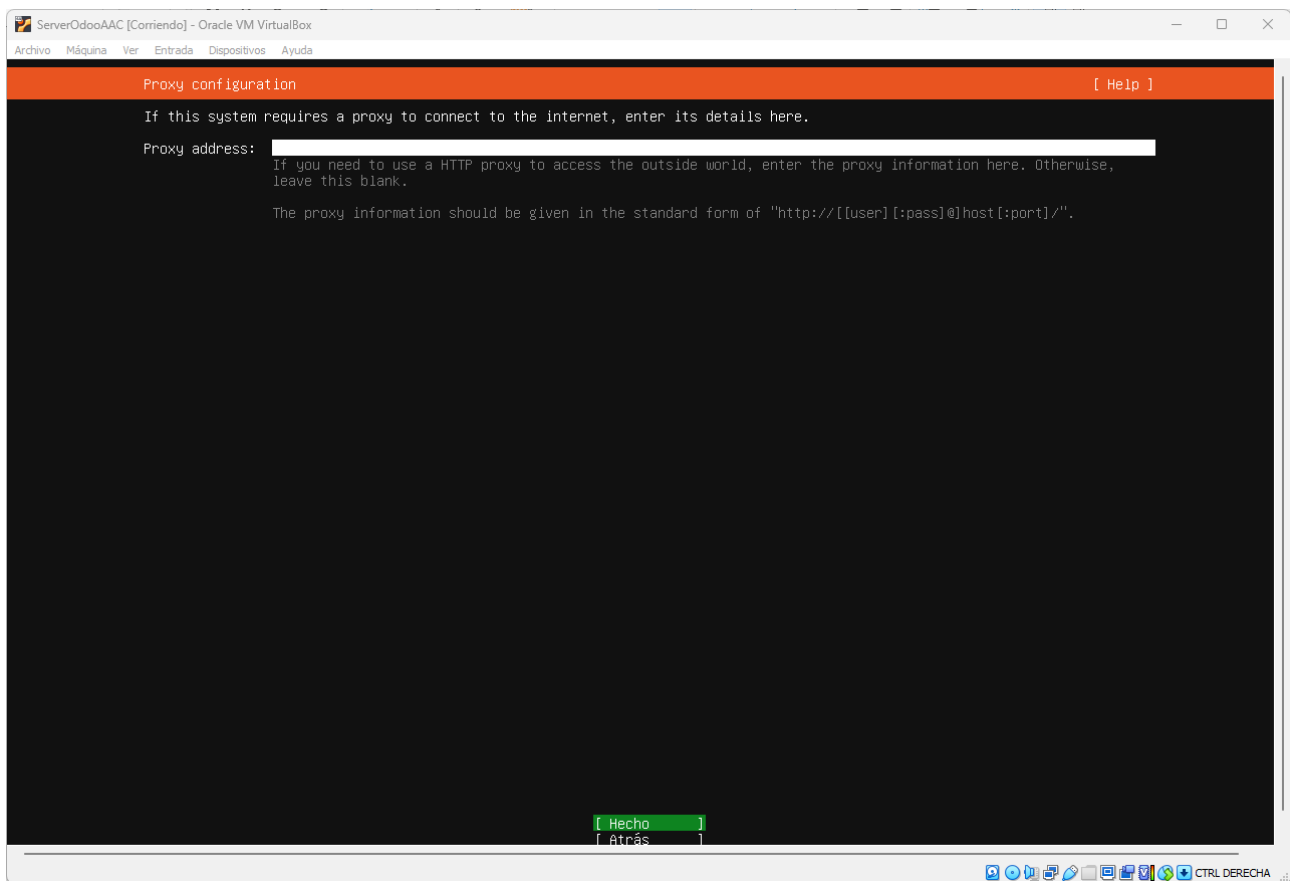 ServerOdooAAC [Corriendo] - Oracle VM VirtualBox
Archivo Máquina Ver Entrada Dispositivos Ayuda
Proxy configuration [ Help ]
If this system requires a proxy to connect to the internet, enter its details here.
Proxy address:
If you need to use a HTTP proxy to access the outside world, enter the proxy information here. Otherwise,
leave this blank.
The proxy information should be given in the standard form of "http://[[user][:pass]@]host[:port]/".
[ Hecho ]
[ Atrás ]
CTRL DERECHA